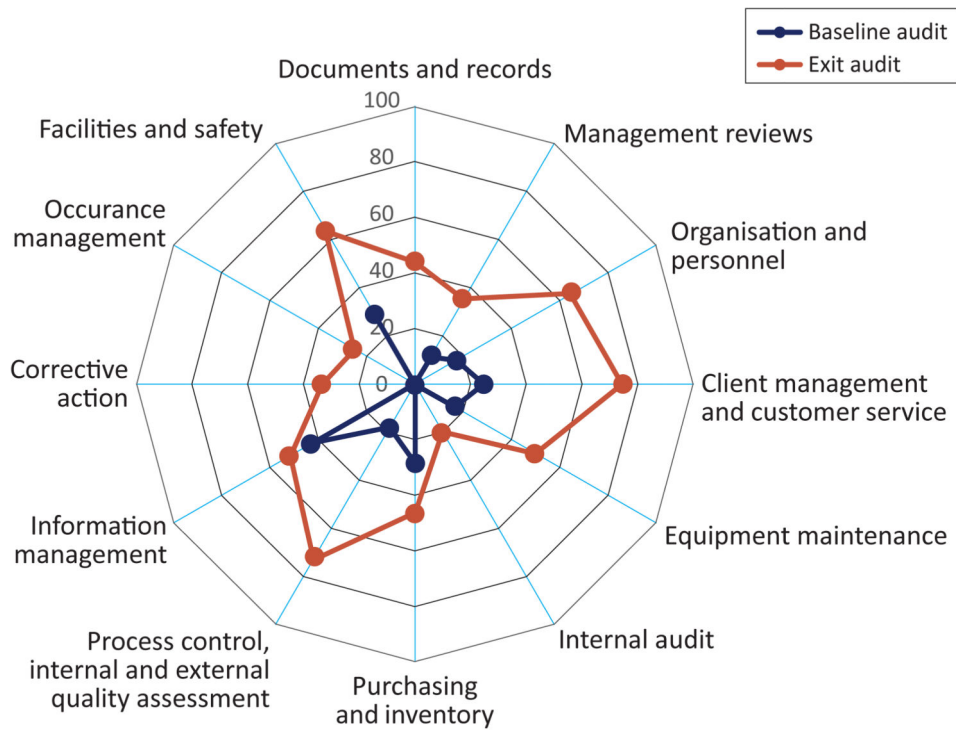 Baseline audit
Exit audit
Documents and records
100
80
60
40
20
0
Management reviews
Organisation and
personnel
Client management
and customer service
Equipment maintenance
Internal audit
Purchasing
and inventory
Process control,
internal and external
quality assessment
Information
management
Corrective
action
Occurance
management
Facilities and safety